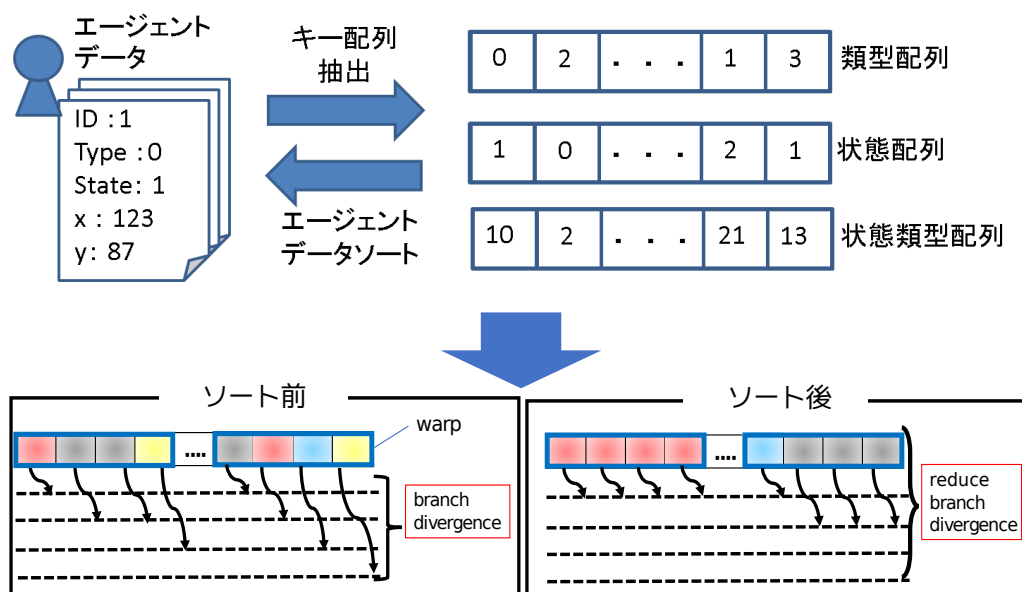 エージェント
データ
ID : 1
Type : 0
State: 1
x : 123
y: 87
キー配列
抽出
エージェント
データソート
0 2 . . . 1 3 類型配列
1 0 . . . 2 1 状態配列
10 2 . . . 21 13 状態類型配列
ソート前
....
warp
branch
divergence
ソート後
....
reduce
branch
divergence